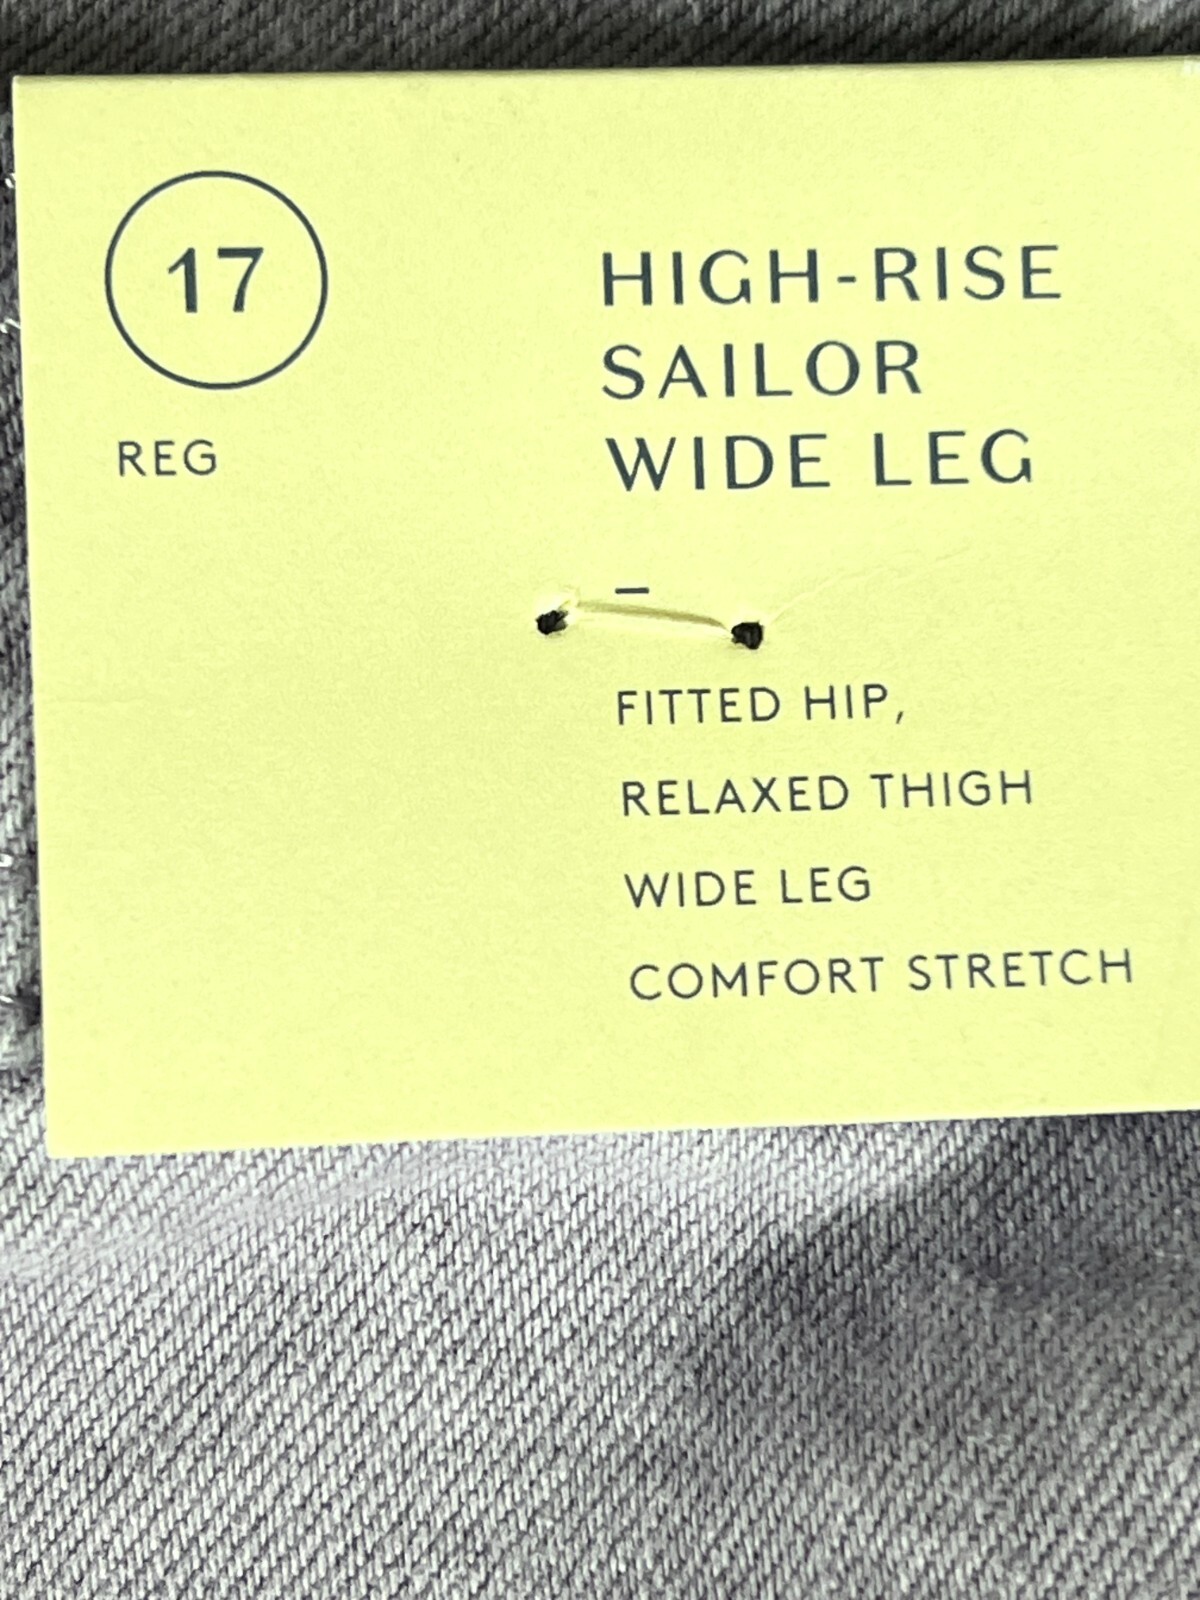 17
REG
HIGH-RISE
SAILOR
WIDE LEG
–
FITTED HIP,
RELAXED THIGH
WIDE LEG
COMFORT STRETCH